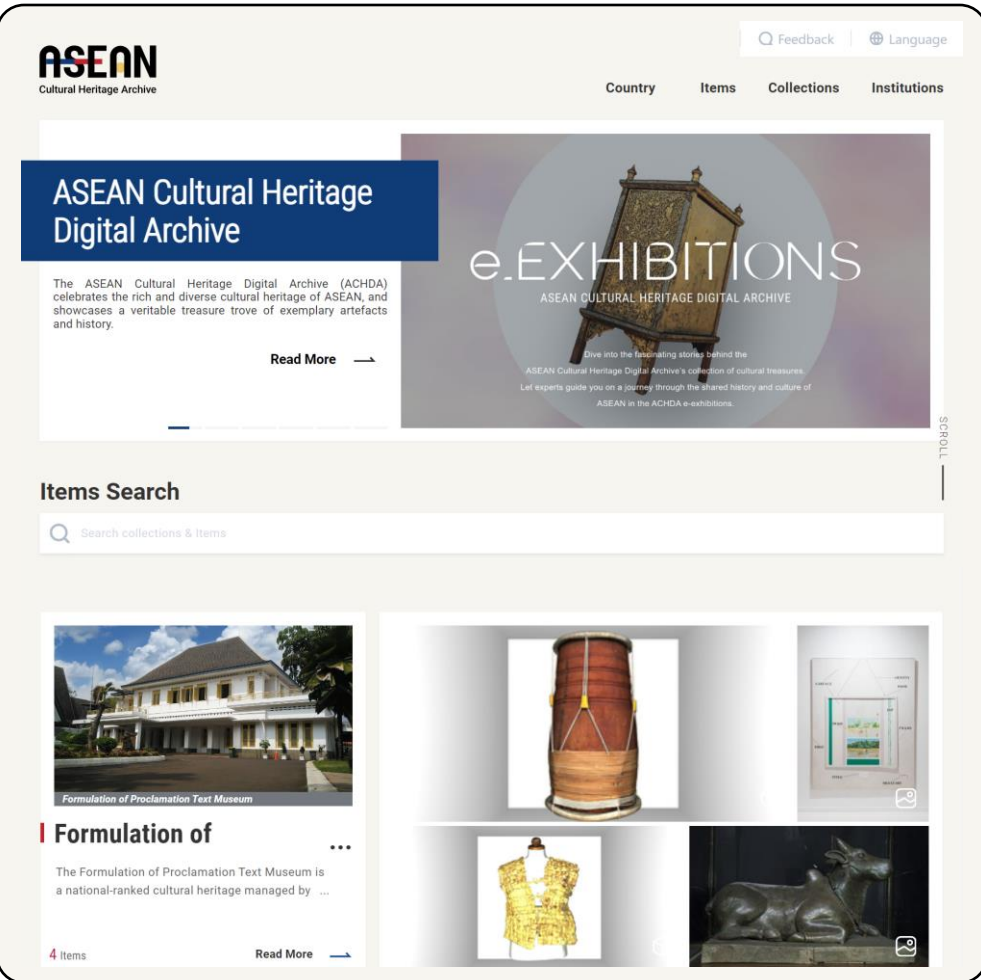 Feedback
Language
ASEAN
Cultural Heritage Archive
Country
Items
Collections
Institutions
ASEAN Cultural Heritage
Digital Archive
The ASEAN Cultural Heritage Digital Archive (ACHDA)
celebrates the rich and diverse cultural heritage of ASEAN, and
showcases a veritable treasure trove of exemplary artefacts
and history.
Read More
e.EXHIBITIONS
ASEAN CULTURAL HERITAGE DIGITAL ARCHIVE
Dive into the fascinating stories behind the
ASEAN Cultural Heritage Digital Archive's collection of cultural treasures.
Let experts guide you on a journey through the shared history and culture of
ASEAN in the ACHDA e-exhibitions.
SCROLL
Items Search
Search collections & Items
Formulation of Proclamation Text Museum
Formulation of
...
The Formulation of Proclamation Text Museum is
a national-ranked cultural heritage managed by ...
4 Items
Read More